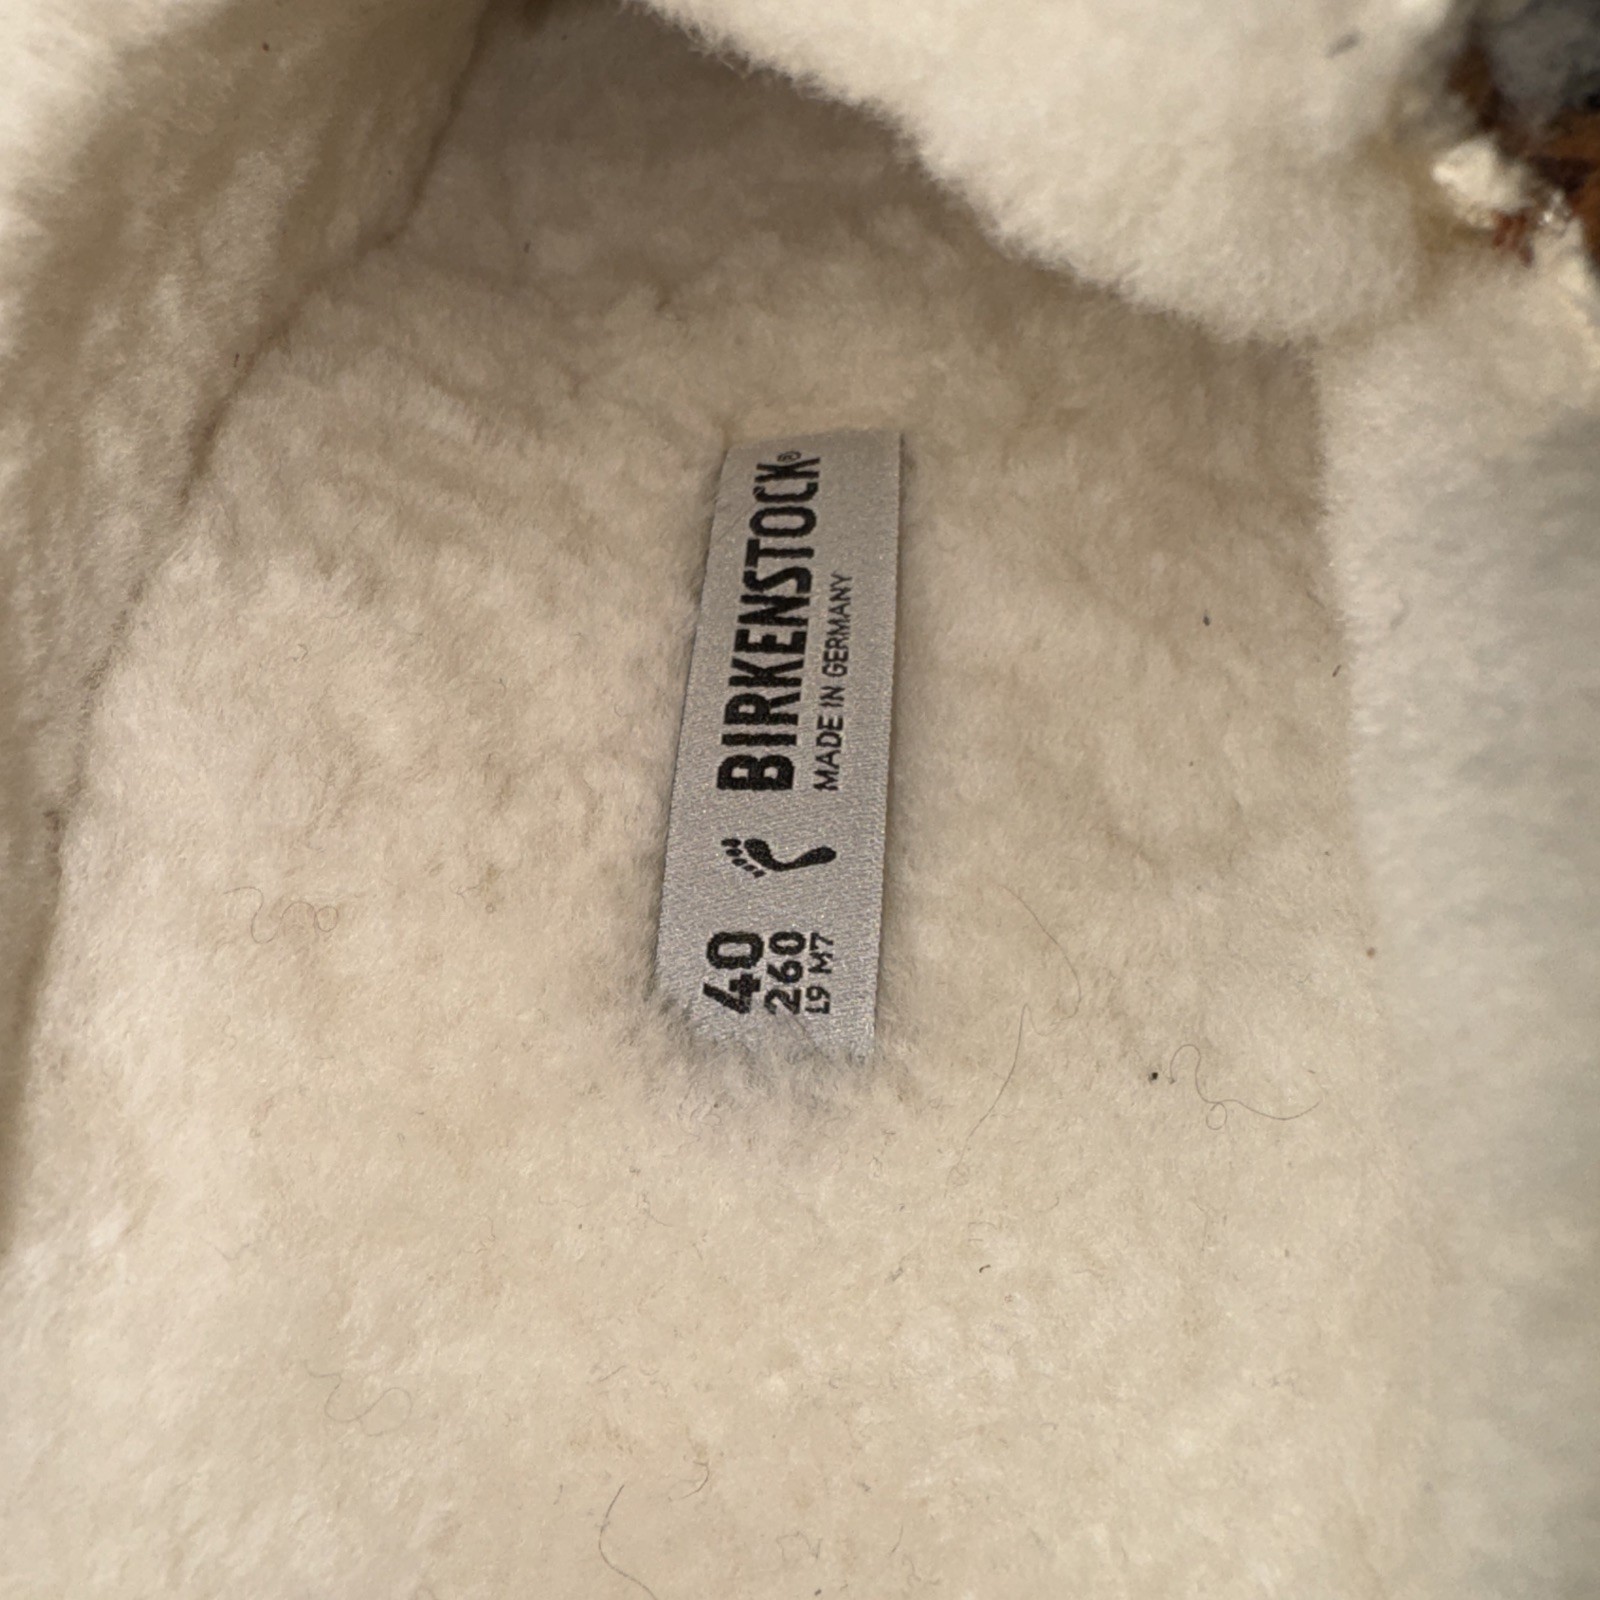 BIRKENSTOCK®
MADE IN GERMANY
40
260
L9 M7